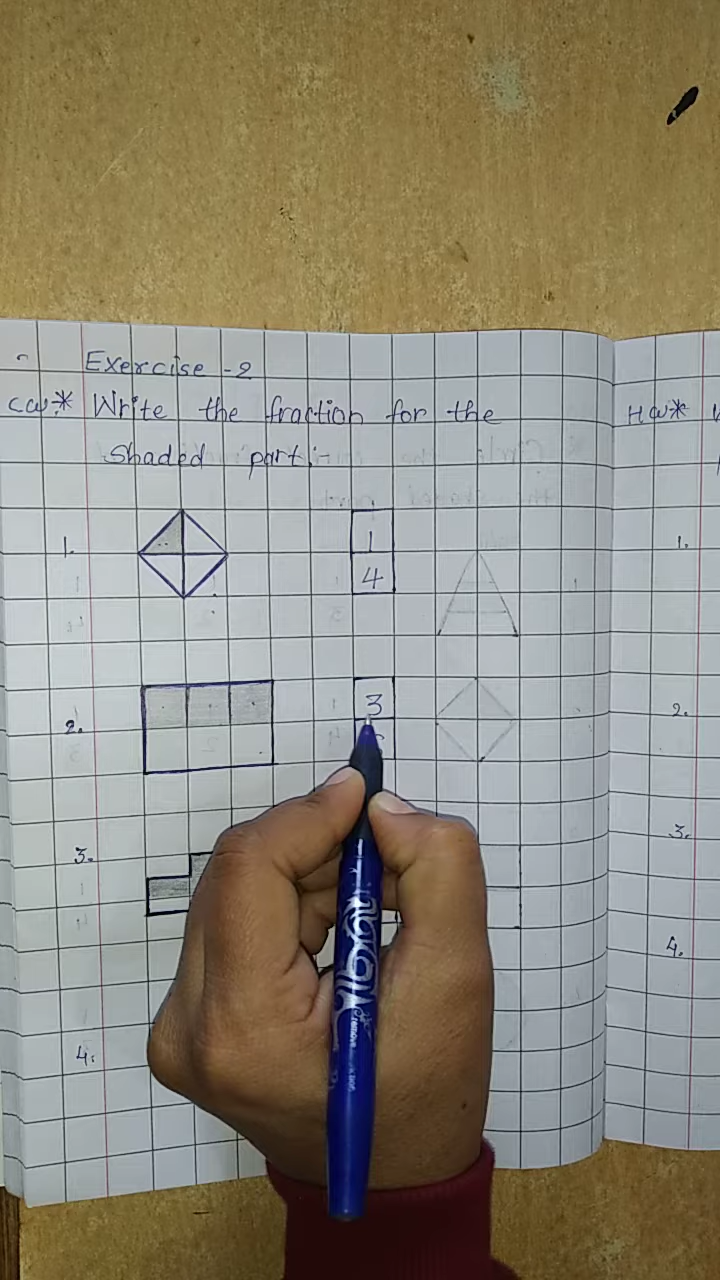 Exercise - 2
CW* Write the fraction for the
shaded part :-
1. 1
4
2. 3
3.
4.
HW*
1.
2.
3.
4.